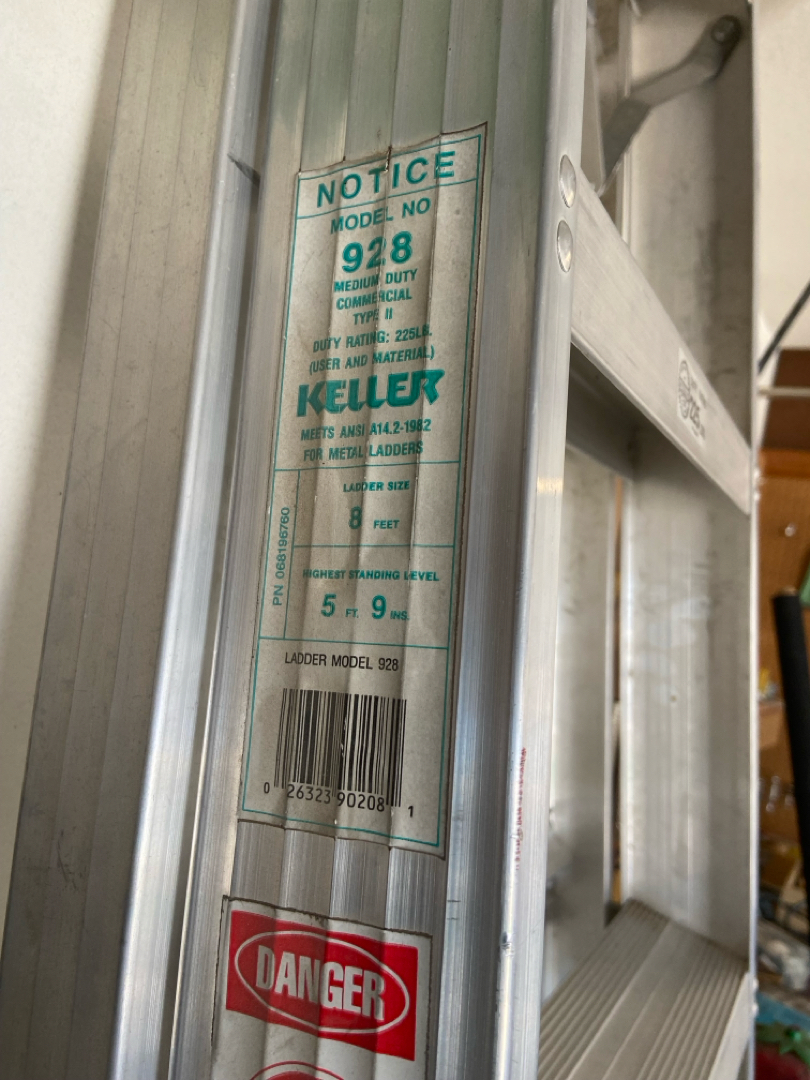 NOTICE
MODEL NO
928
MEDIUM DUTY
COMMERCIAL
TYPE II
DUTY RATING: 225LB.
(USER AND MATERIAL)
KELLER
MEETS ANSI A14.2-1982
FOR METAL LADDERS
LADDER SIZE
8 FEET
PN 068196760
HIGHEST STANDING LEVEL
5 FT. 9 INS.
LADDER MODEL 928
0 26323 90208 1
DANGER